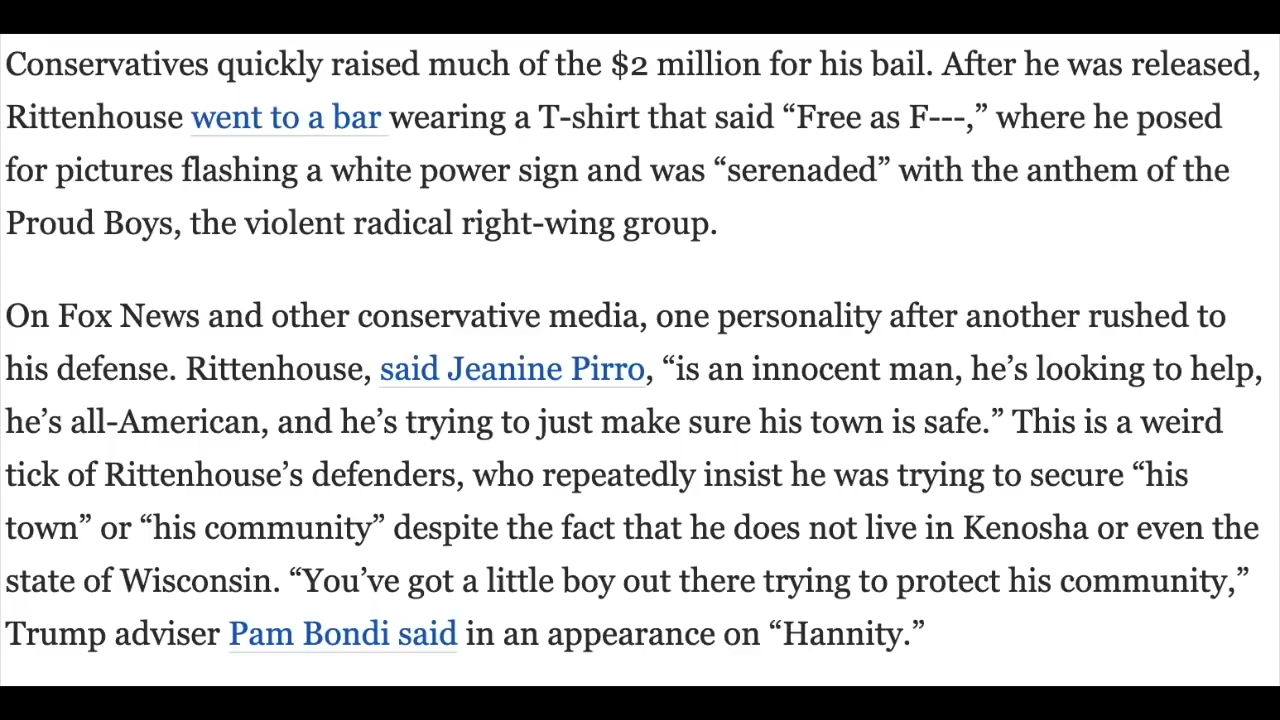 Conservatives quickly raised much of the $2 million for his bail. After he was released,
Rittenhouse went to a bar wearing a T-shirt that said “Free as F---,” where he posed
for pictures flashing a white power sign and was “serenaded” with the anthem of the
Proud Boys, the violent radical right-wing group.
On Fox News and other conservative media, one personality after another rushed to
his defense. Rittenhouse, said Jeanine Pirro, “is an innocent man, he’s looking to help,
he’s all-American, and he’s trying to just make sure his town is safe.” This is a weird
tick of Rittenhouse’s defenders, who repeatedly insist he was trying to secure “his
town” or “his community” despite the fact that he does not live in Kenosha or even the
state of Wisconsin. “You’ve got a little boy out there trying to protect his community,”
Trump adviser Pam Bondi said in an appearance on “Hannity.”